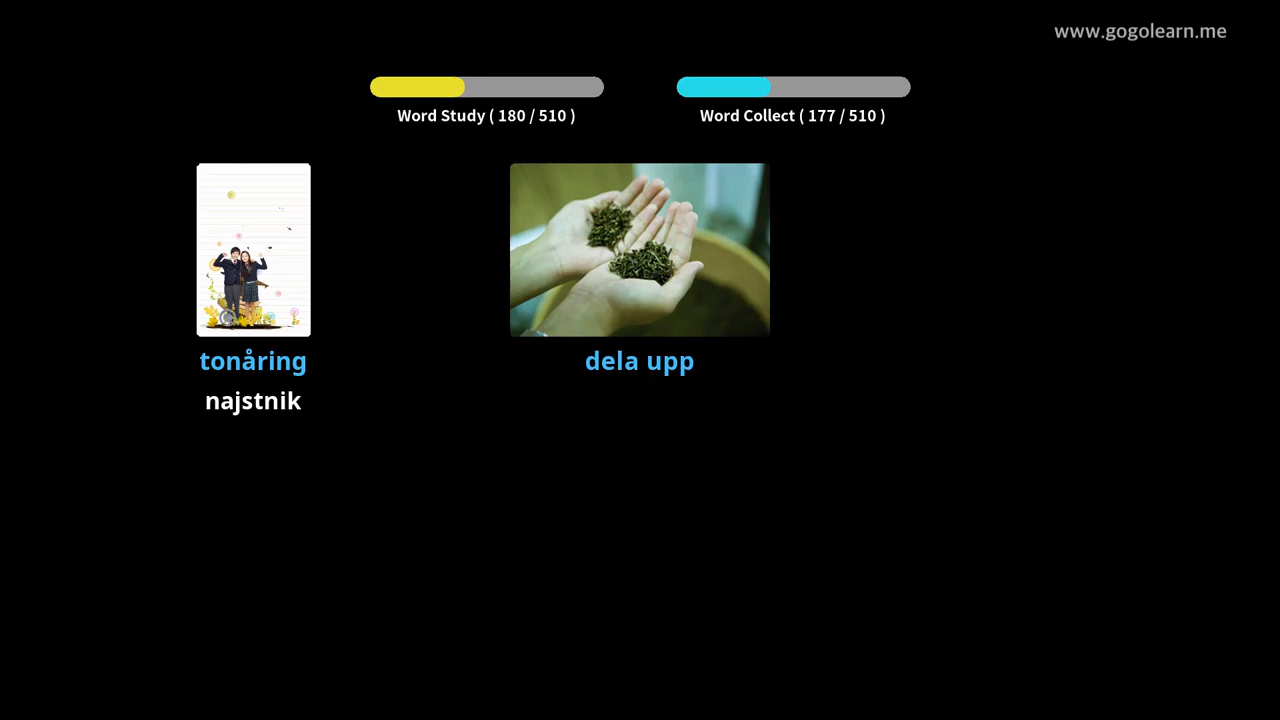 www.gogolearn.me
Word Study ( 180 / 510 )
Word Collect ( 177 / 510 )
tonåring
dela upp
najstnik